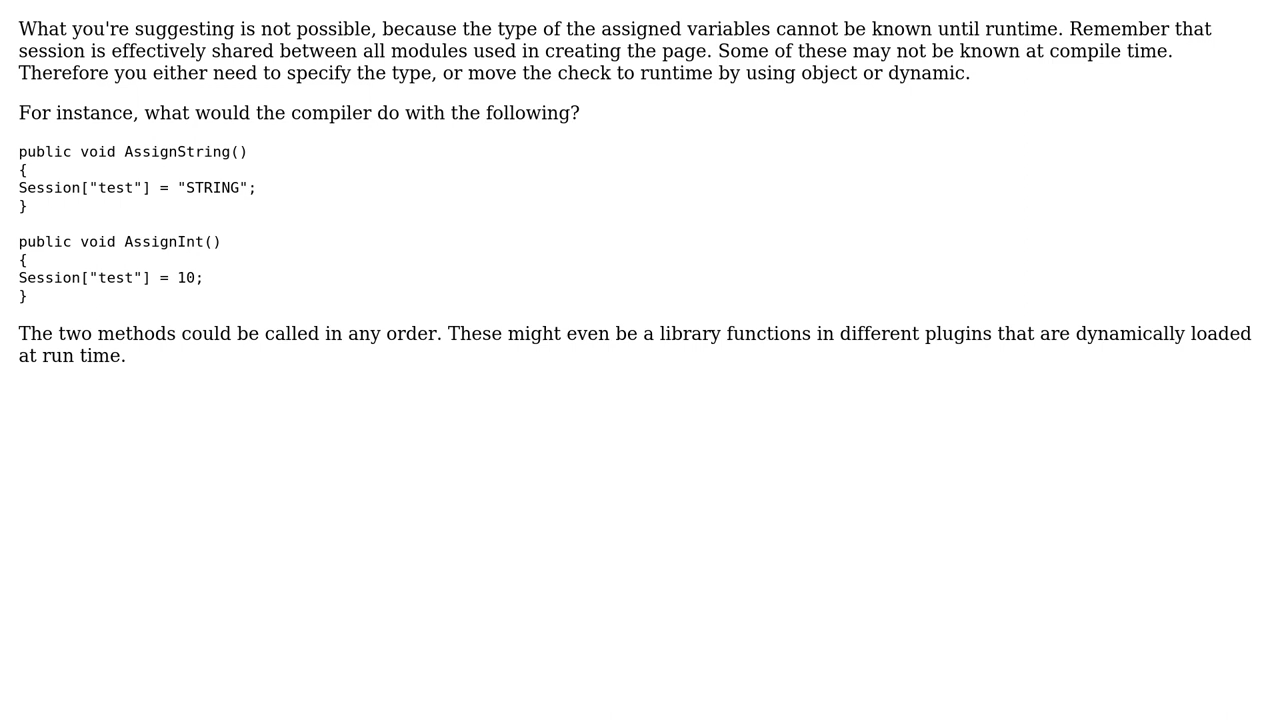 What you're suggesting is not possible, because the type of the assigned variables cannot be known until runtime. Remember that
session is effectively shared between all modules used in creating the page. Some of these may not be known at compile time.
Therefore you either need to specify the type, or move the check to runtime by using object or dynamic.
For instance, what would the compiler do with the following?
public void AssignString()
{
Session["test"] = "STRING";
}
public void AssignInt()
{
Session["test"] = 10;
}
The two methods could be called in any order. These might even be a library functions in different plugins that are dynamically loaded
at run time.